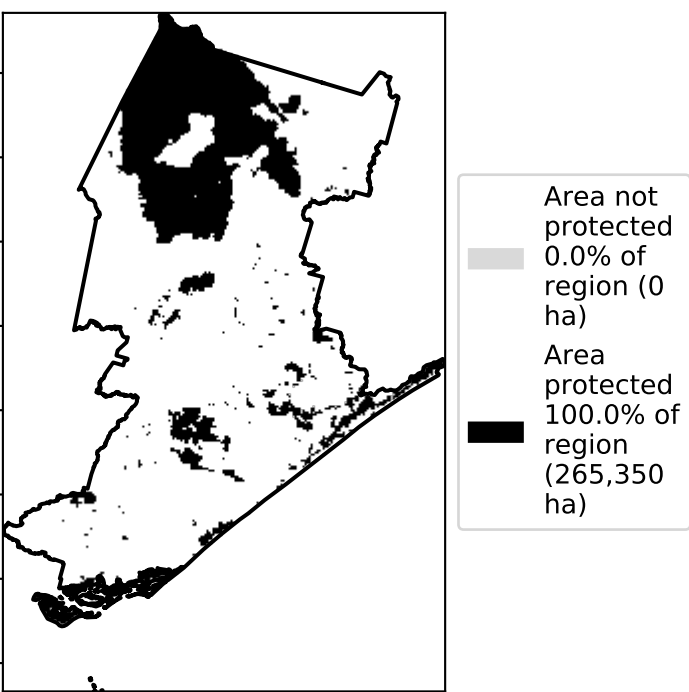 Area not
protected
0.0% of
region (0
ha)
Area
protected
100.0% of
region
(265,350
ha)